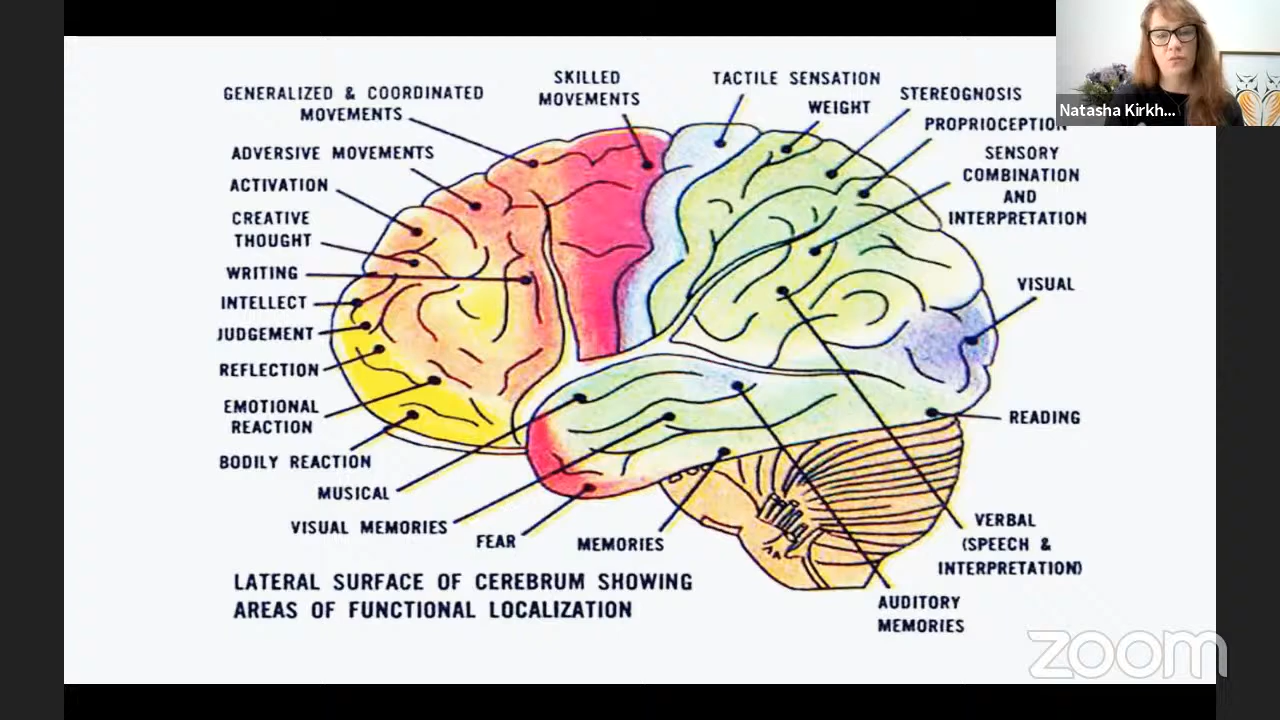 GENERALIZED & COORDINATED
MOVEMENTS
SKILLED
MOVEMENTS
TACTILE SENSATION
WEIGHT
STEREOGNOSIS
PROPRIOCEPTION
Natasha Kirkh...
ADVERSIVE MOVEMENTS
SENSORY
COMBINATION
AND
INTERPRETATION
ACTIVATION
CREATIVE
THOUGHT
WRITING
INTELLECT
JUDGEMENT
REFLECTION
EMOTIONAL
REACTION
BODILY REACTION
MUSICAL
VISUAL MEMORIES
FEAR
MEMORIES
VISUAL
READING
VERBAL
(SPEECH &
INTERPRETATION)
AUDITORY
MEMORIES
LATERAL SURFACE OF CEREBRUM SHOWING
AREAS OF FUNCTIONAL LOCALIZATION
zoom